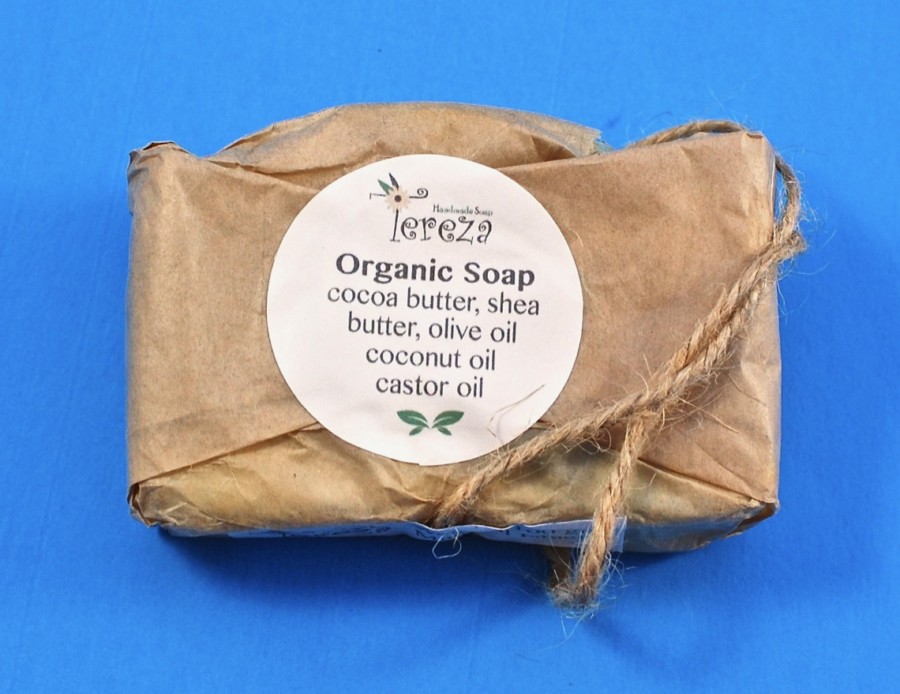 Handmade Soap
Tereza
Organic Soap
cocoa butter, shea
butter, olive oil
coconut oil
castor oil